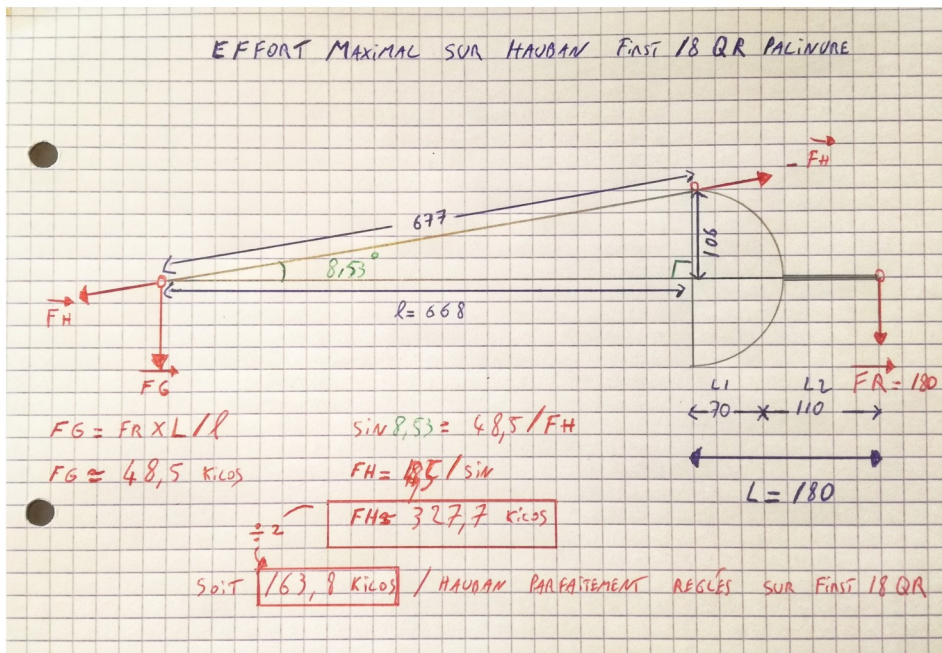 EFFORT MAXIMAL SUR HAUBAN FIRST 18 QR PALINURE
- FH
677
106
8,53°
FH
l= 668
FG
FR = 180
L1 L2
70 110
L = 180
FG = FR X L / l
sin 8,53 = 48,5 / FH
FG ≈ 48,5 KILOS
FH = 48,5 / sin
÷ 2
FH≈ 327,7 KILOS
SOIT 163,8 KILOS / HAUBAN PARFAITEMENT REGLÉS SUR FIRST 18 QR